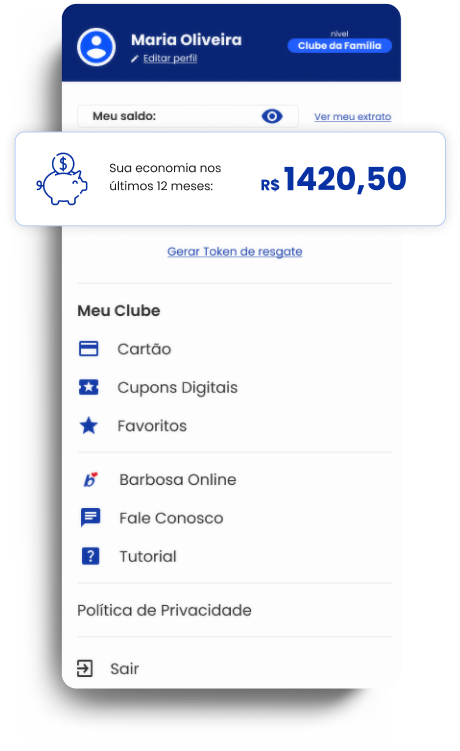 nível
Maria Oliveira
Clube da Família
Editar perfil
Meu saldo:
Ver meu extrato
$
Sua economia nos
últimos 12 meses:
R$ 1420,50
Gerar Token de resgate
Meu Clube
Cartão
Cupons Digitais
Favoritos
b
Barbosa Online
Fale Conosco
?
Tutorial
Política de Privacidade
Sair